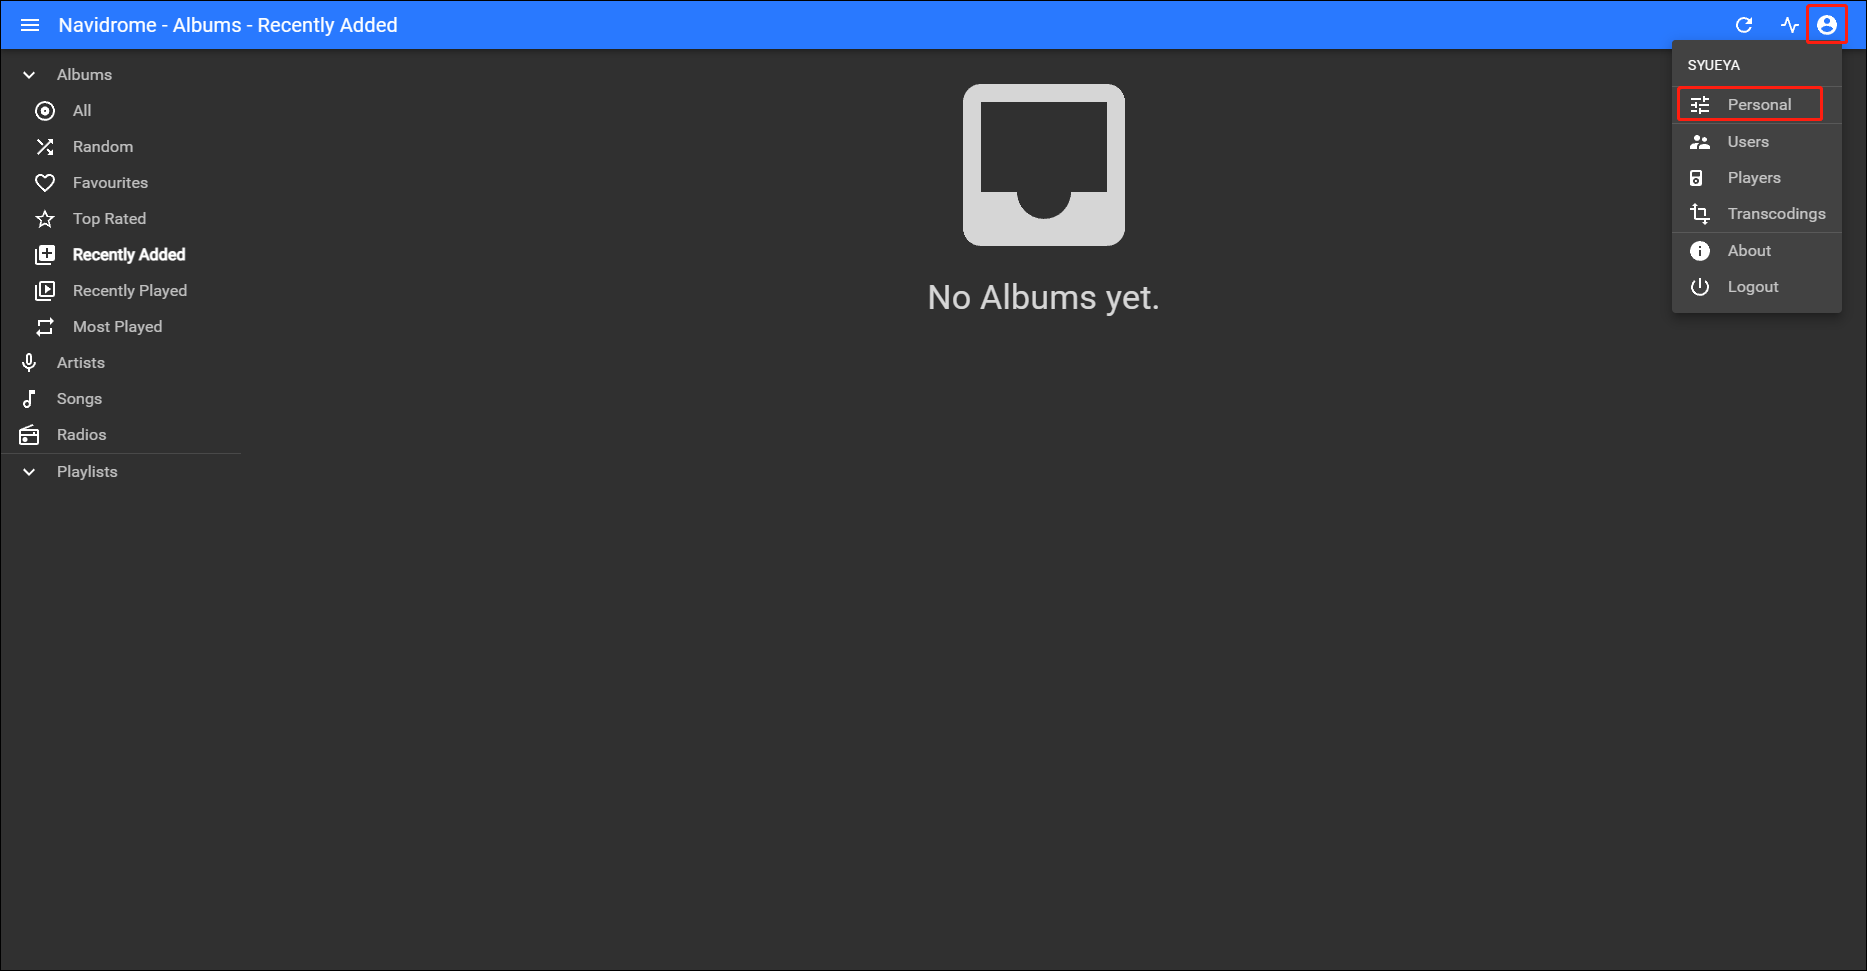 Navidrome - Albums - Recently Added
Albums
All
Random
Favourites
Top Rated
Recently Added
Recently Played
Most Played
Artists
Songs
Radios
Playlists
No Albums yet.
SYUEYA
Personal
Users
Players
Transcodings
About
Logout